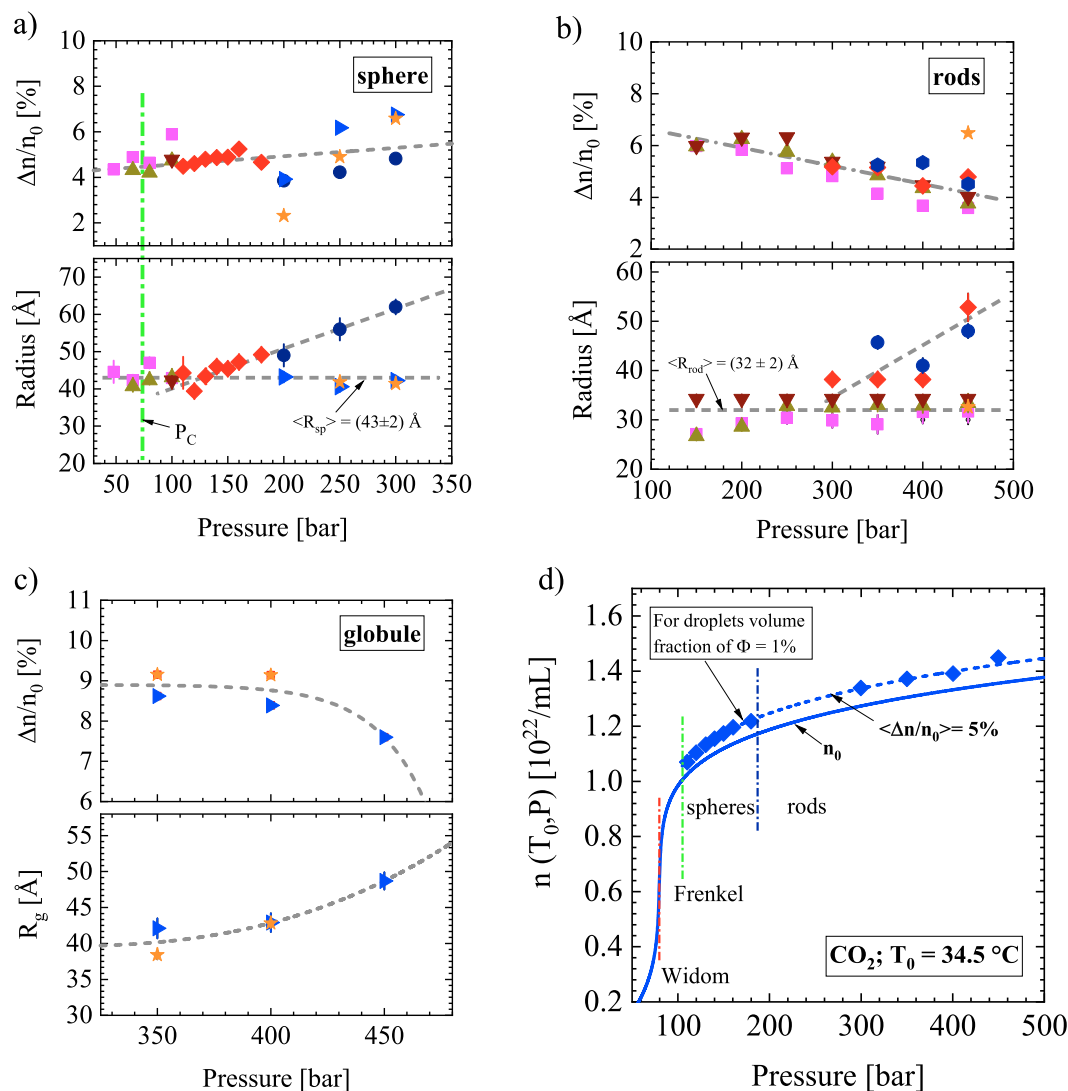 a)
sphere
Δn/n0 [%]
10
8
6
4
2
Radius [Å]
70
60
50
40
30
20
P_C
<R_sp> = (43±2) Å
50 100 150 200 250 300 350
Pressure [bar]
b)
rods
Δn/n0 [%]
10
8
6
4
2
Radius [Å]
60
50
40
30
20
<R_rod> = (32 ± 2) Å
100 200 300 400 500
Pressure [bar]
c)
globule
Δn/n0 [%]
11
10
9
8
7
6
R_g [Å]
55
50
45
40
35
30
350 400 450
Pressure [bar]
d)
n (T0,P) [10^22/mL]
1.6
1.4
1.2
1.0
0.8
0.6
0.4
0.2
For droplets volume
fraction of Φ = 1%
<Δn/n0>= 5%
n0
spheres rods
Frenkel
Widom
CO2; T0 = 34.5 °C
100 200 300 400 500
Pressure [bar]